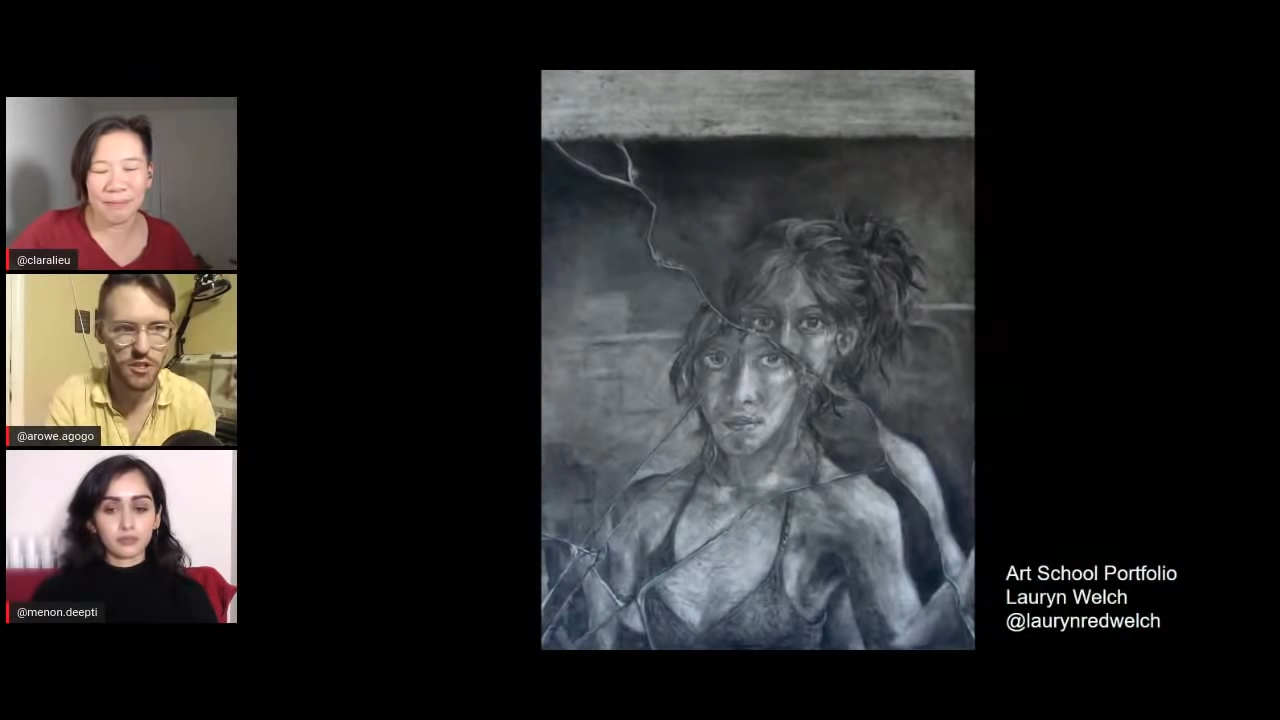 @claralieu
@arowe.agogo
@menon.deepti
Art School Portfolio
Lauryn Welch
@laurynredwelch